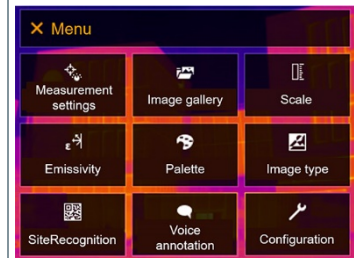 Menu
Measurement
settings
Image gallery
Scale
Emissivity
Palette
Image type
SiteRecognition
Voice
annotation
Configuration